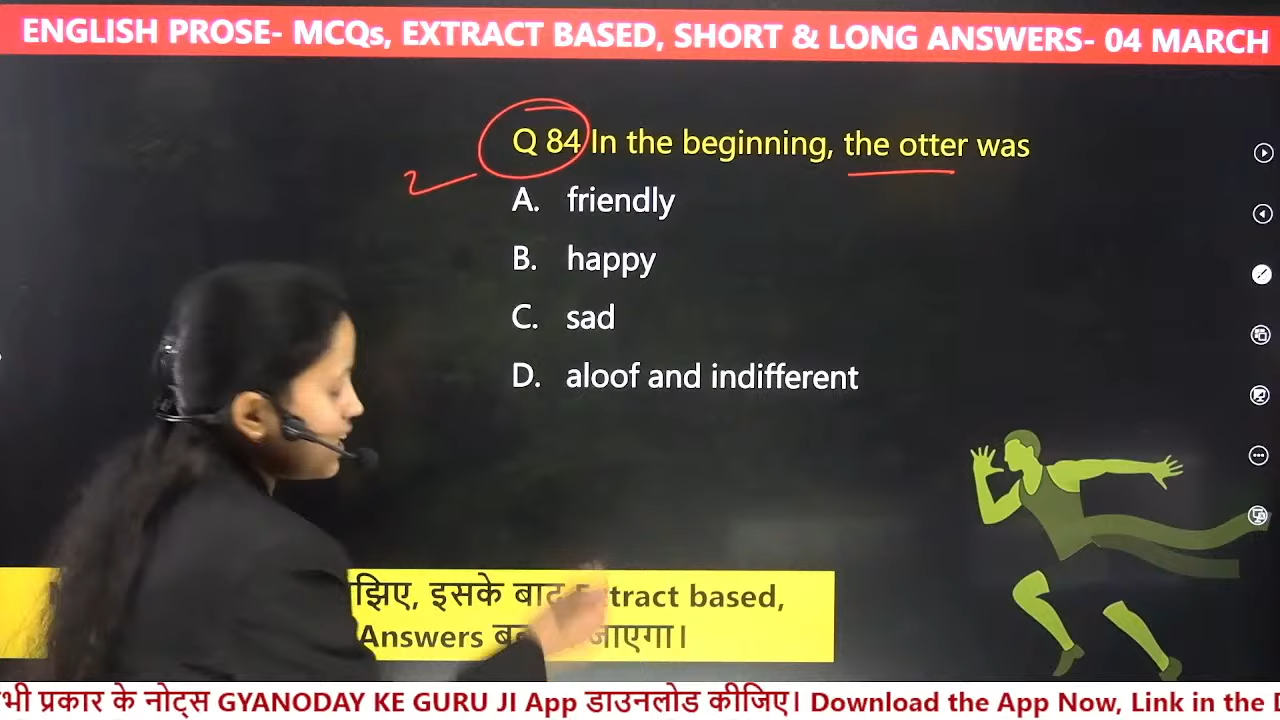 ENGLISH PROSE- MCQs, EXTRACT BASED, SHORT & LONG ANSWERS- 04 MARCH
Q 84 In the beginning, the otter was
A. friendly
B. happy
C. sad
D. aloof and indifferent
झिए, इसके बाद Extract based,
Answers जाएगा।
भी प्रकार के नोट्स GYANODAY KE GURU JI App डाउनलोड कीजिए। Download the App Now, Link in the